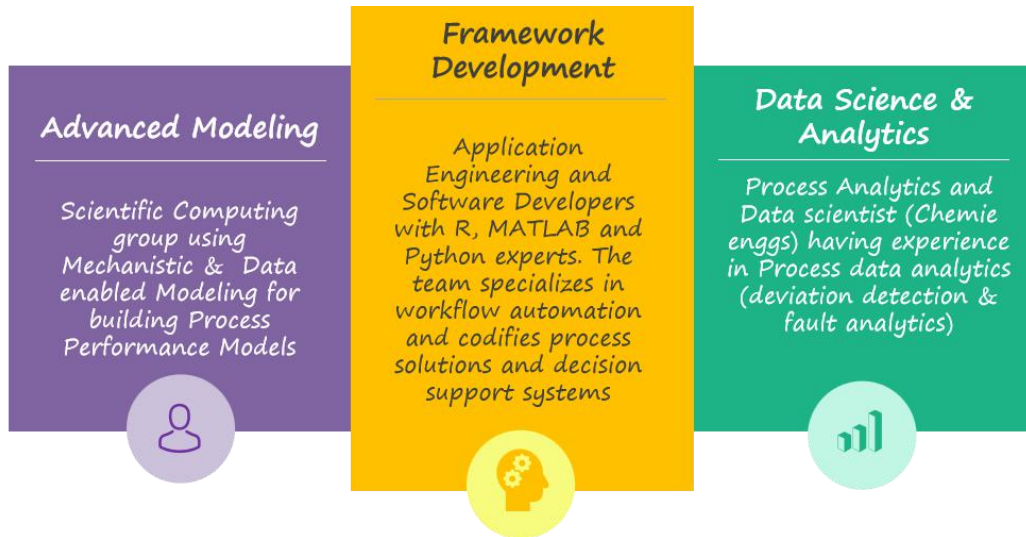 Advanced Modeling
Scientific Computing
group using
Mechanistic & Data
enabled Modeling for
building Process
Performance Models
Framework
Development
Application
Engineering and
Software Developers
with R, MATLAB and
Python experts. The
team specializes in
workflow automation
and codifies process
solutions and decision
support systems
Data Science &
Analytics
Process Analytics and
Data scientist (Chemie
enggs) having experience
in Process data analytics
(deviation detection &
fault analytics)